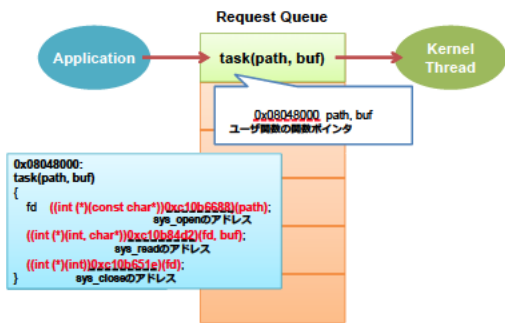 Request Queue
Application
task(path, buf)
Kernel
Thread
0x08048000 path, buf
ユーザ関数の関数ポインタ
0x08048000:
task(path, buf)
{
fd ((int (*)(const char*))0xc10b6688)(path);
sys_openのアドレス
((int (*)(int, char*))0xc10b84d2)(fd, buf);
sys_readのアドレス
((int (*)(int))0xc10b651e)(fd);
} sys_closeのアドレス